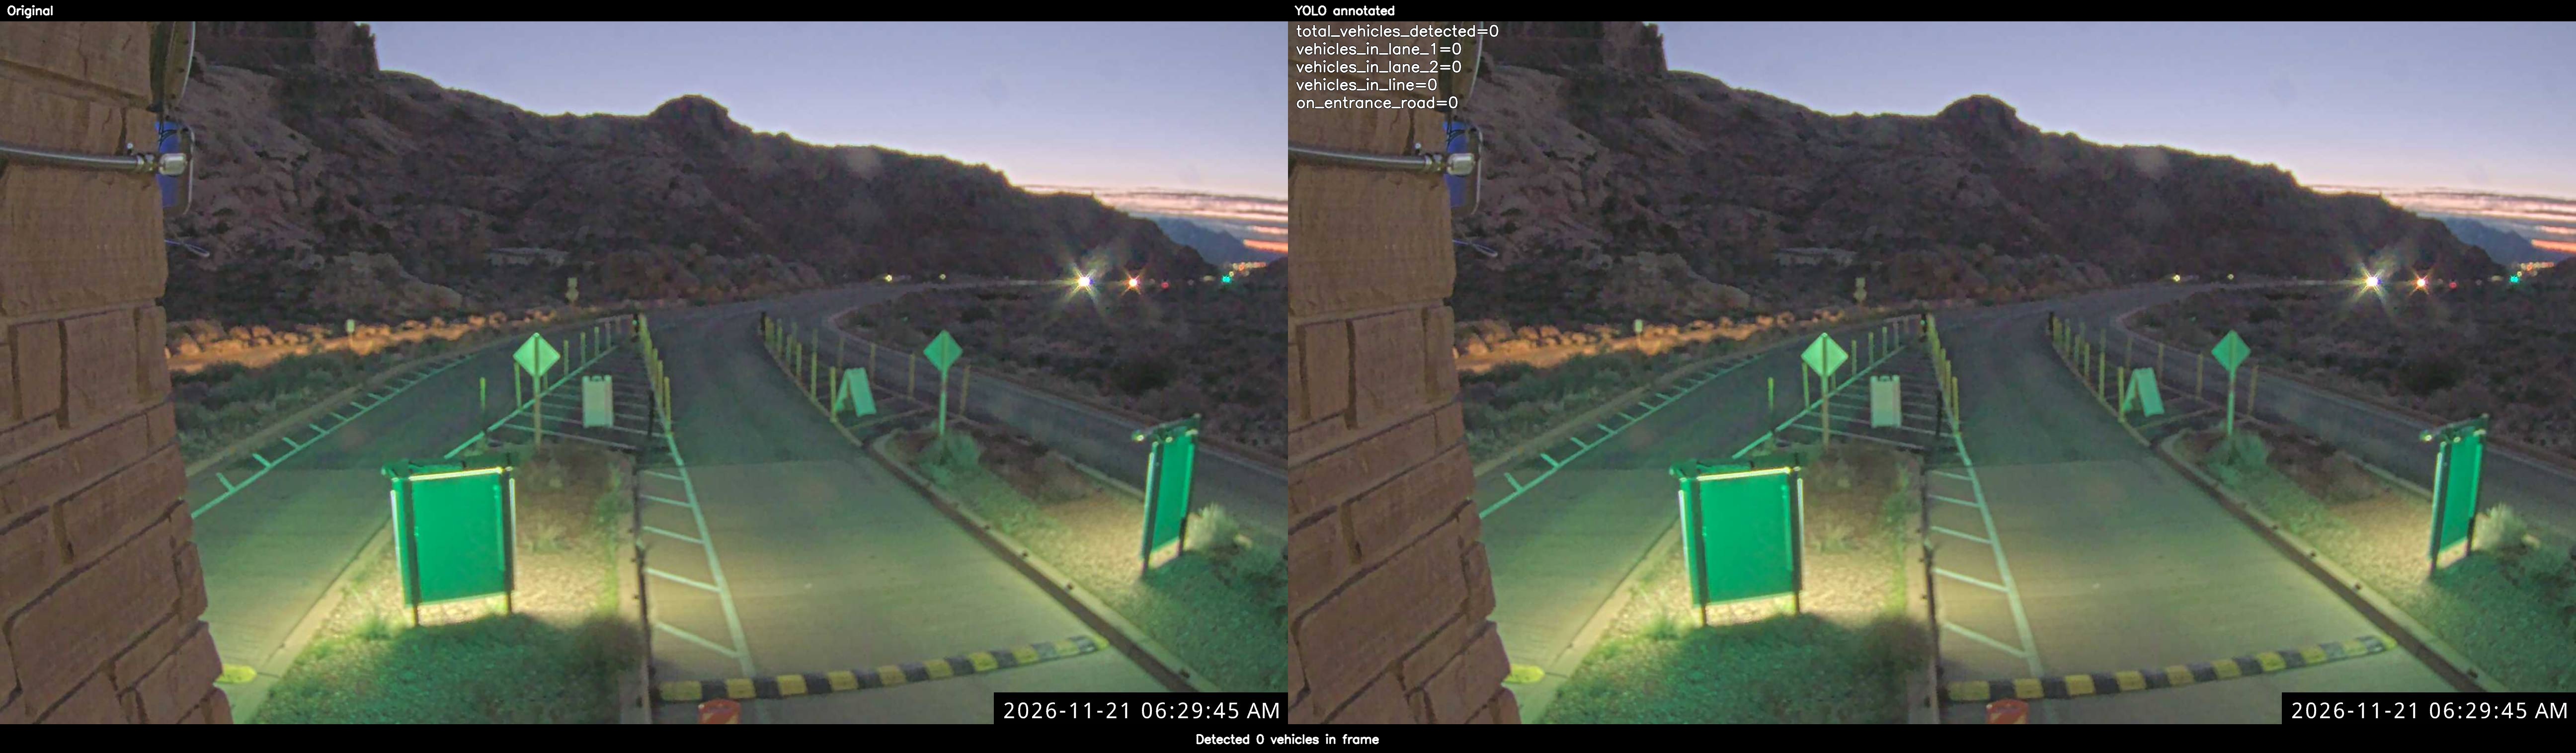 Original
YOLO annotated
total_vehicles_detected=0
vehicles_in_lane_1=0
vehicles_in_lane_2=0
vehicles_in_line=0
on_entrance_road=0
2026-11-21 06:29:45 AM
2026-11-21 06:29:45 AM
Detected 0 vehicles in frame